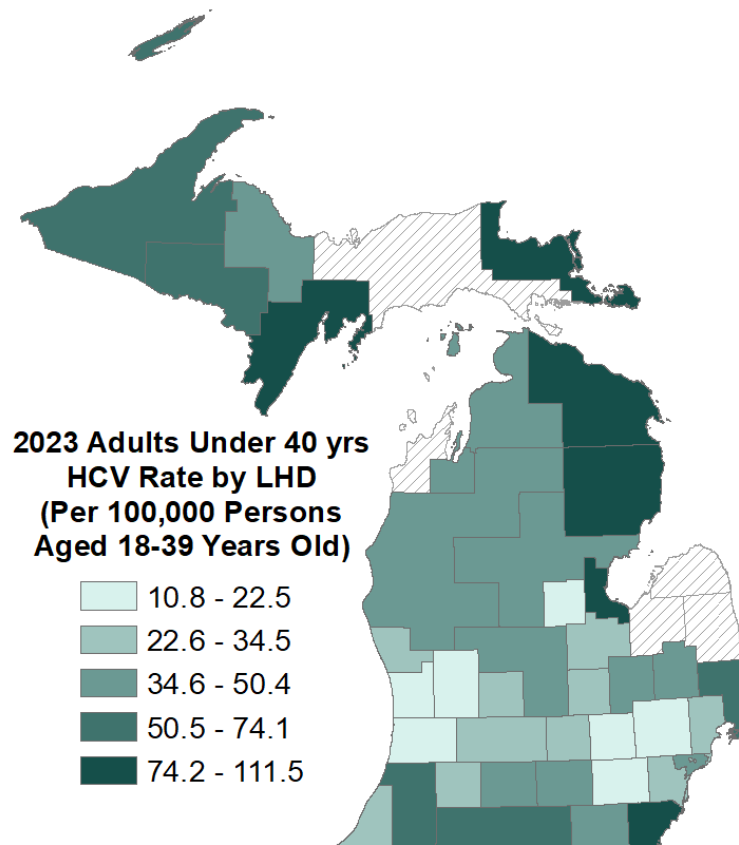 2023 Adults Under 40 yrs
HCV Rate by LHD
(Per 100,000 Persons
Aged 18-39 Years Old)
10.8 - 22.5
22.6 - 34.5
34.6 - 50.4
50.5 - 74.1
74.2 - 111.5